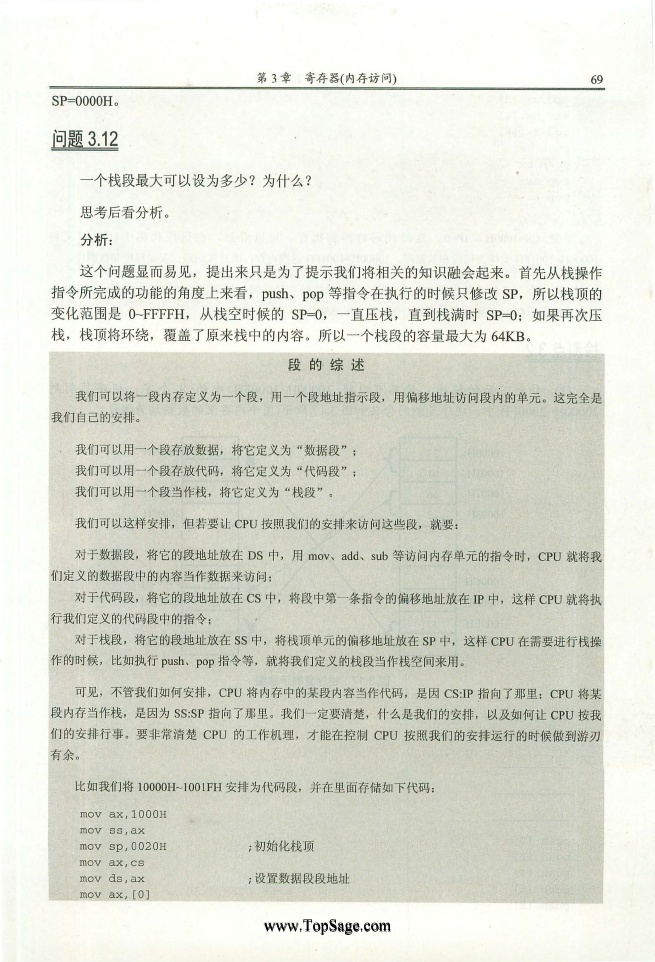 第 3 章 寄存器(内存访问) 69
SP=0000H。
问题 3.12
一个栈段最大可以设为多少？为什么？
思考后看分析。
分析：
这个问题显而易见，提出来只是为了提示我们将相关的知识融会起来。首先从栈操作
指令所完成的功能的角度上来看，push、pop 等指令在执行的时候只修改 SP，所以栈顶的
变化范围是 0~FFFFH，从栈空时候的 SP=0，一直压栈，直到栈满时 SP=0；如果再次压
栈，栈顶将环绕，覆盖了原来栈中的内容。所以一个栈段的容量最大为 64KB。
段 的 综 述
我们可以将一段内存定义为一个段，用一个段地址指示段，用偏移地址访问段内的单元。这完全是
我们自己的安排。
我们可以用一个段存放数据，将它定义为“数据段”；
我们可以用一个段存放代码，将它定义为“代码段”；
我们可以用一个段当作栈，将它定义为“栈段”。
我们可以这样安排，但若要让 CPU 按照我们的安排来访问这些段，就要：
对于数据段，将它的段地址放在 DS 中，用 mov、add、sub 等访问内存单元的指令时，CPU 就将我
们定义的数据段中的内容当作数据来访问；
对于代码段，将它的段地址放在 CS 中，将段中第一条指令的偏移地址放在 IP 中，这样 CPU 就将执
行我们定义的代码段中的指令；
对于栈段，将它的段地址放在 SS 中，将栈顶单元的偏移地址放在 SP 中，这样 CPU 在需要进行栈操
作的时候，比如执行 push、pop 指令等，就将我们定义的栈段当作栈空间来用。
可见，不管我们如何安排，CPU 将内存中的某段内容当作代码，是因 CS:IP 指向了那里；CPU 将某
段内存当作栈，是因为 SS:SP 指向了那里。我们一定要清楚，什么是我们的安排，以及如何让 CPU 按我
们的安排行事。要非常清楚 CPU 的工作机理，才能在控制 CPU 按照我们的安排运行的时候做到游刃
有余。
比如我们将 10000H~1001FH 安排为代码段，并在里面存储如下代码：
mov ax,1000H
mov ss,ax
mov sp,0020H ;初始化栈顶
mov ax,cs
mov ds,ax ;设置数据段段地址
mov ax,[0]
www.TopSage.com